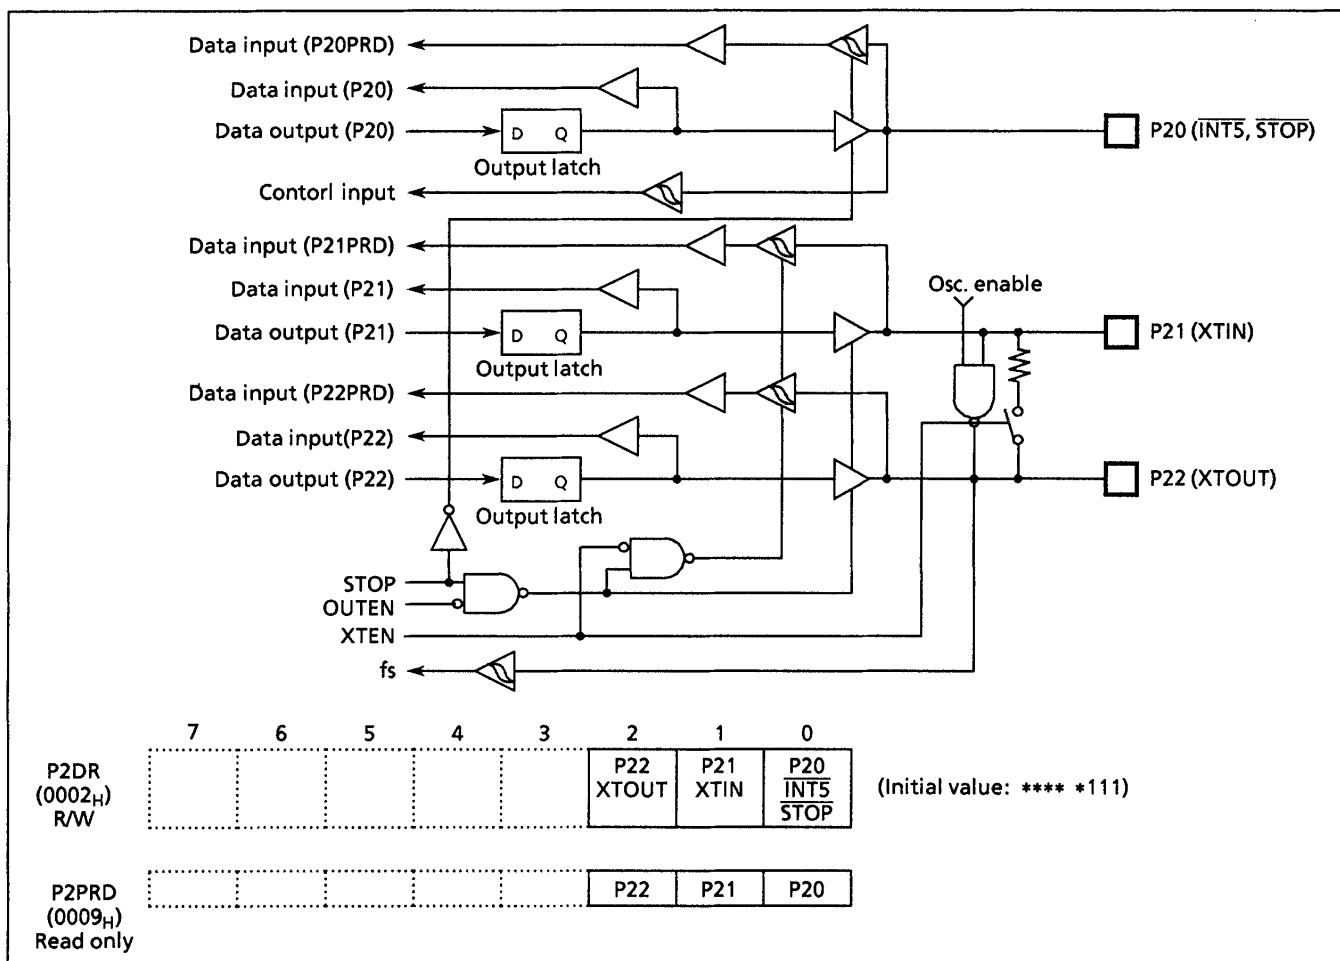 Data input (P20PRD)
Data input (P20)
Data output (P20)
D Q
Output latch
P20 (INT5, STOP)
Contorl input
Data input (P21PRD)
Data input (P21)
Osc. enable
Data output (P21)
D Q
Output latch
P21 (XTIN)
Data input (P22PRD)
Data input(P22)
Data output (P22)
D Q
Output latch
P22 (XTOUT)
STOP
OUTEN
XTEN
fs
7 6 5 4 3 2 1 0
P2DR
(0002H)
R/W
P22
XTOUT
P21
XTIN
P20
INT5
STOP
(Initial value: **** *111)
P2PRD
(0009H)
Read only
P22 P21 P20